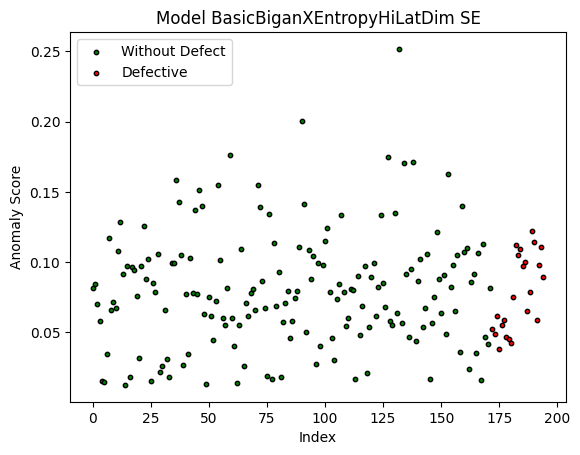 Model BasicBiganXEntropyHiLatDim SE
Without Defect
Defective
0.25
0.20
0.15
0.10
0.05
Anomaly Score
0 25 50 75 100 125 150 175 200
Index